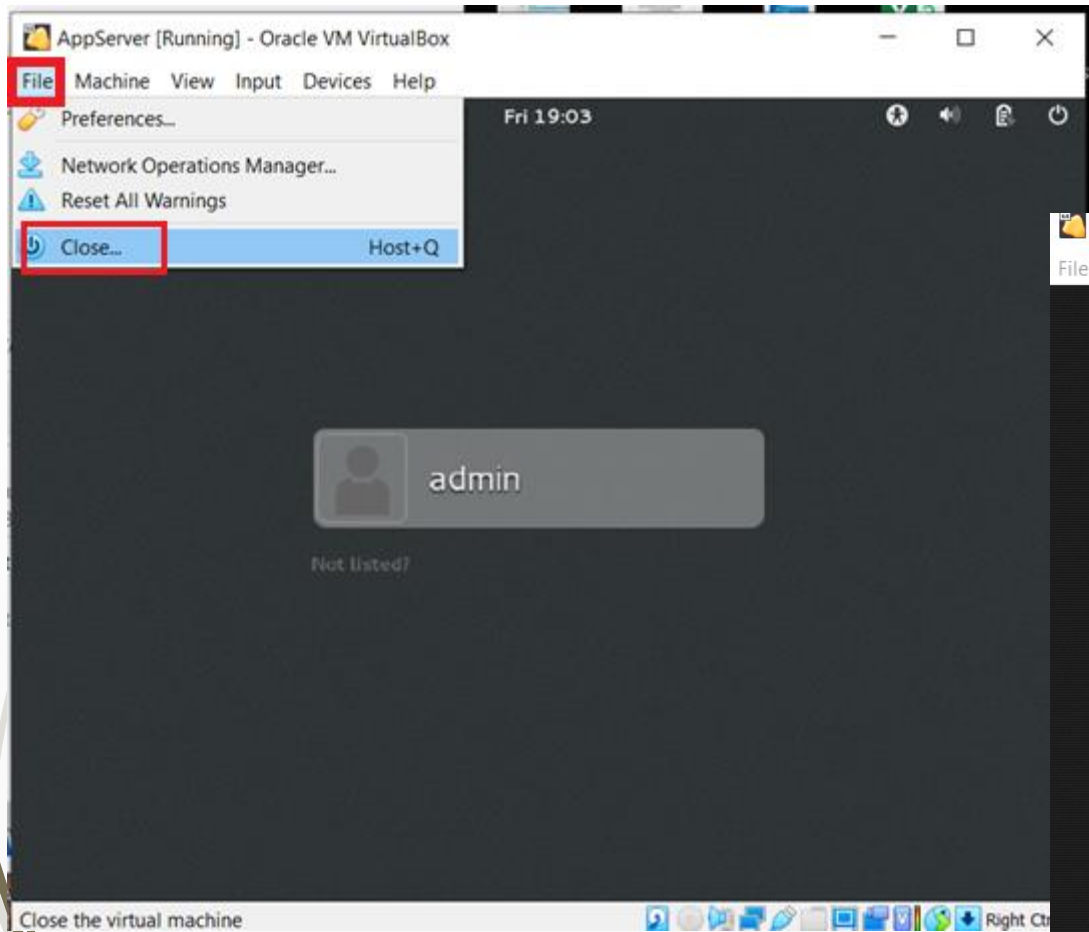 AppServer [Running] - Oracle VM VirtualBox
File Machine View Input Devices Help
Preferences...
Fri 19:03
Network Operations Manager...
Reset All Warnings
Close... Host+Q
File
admin
Not listed?
Close the virtual machine
Right Ct